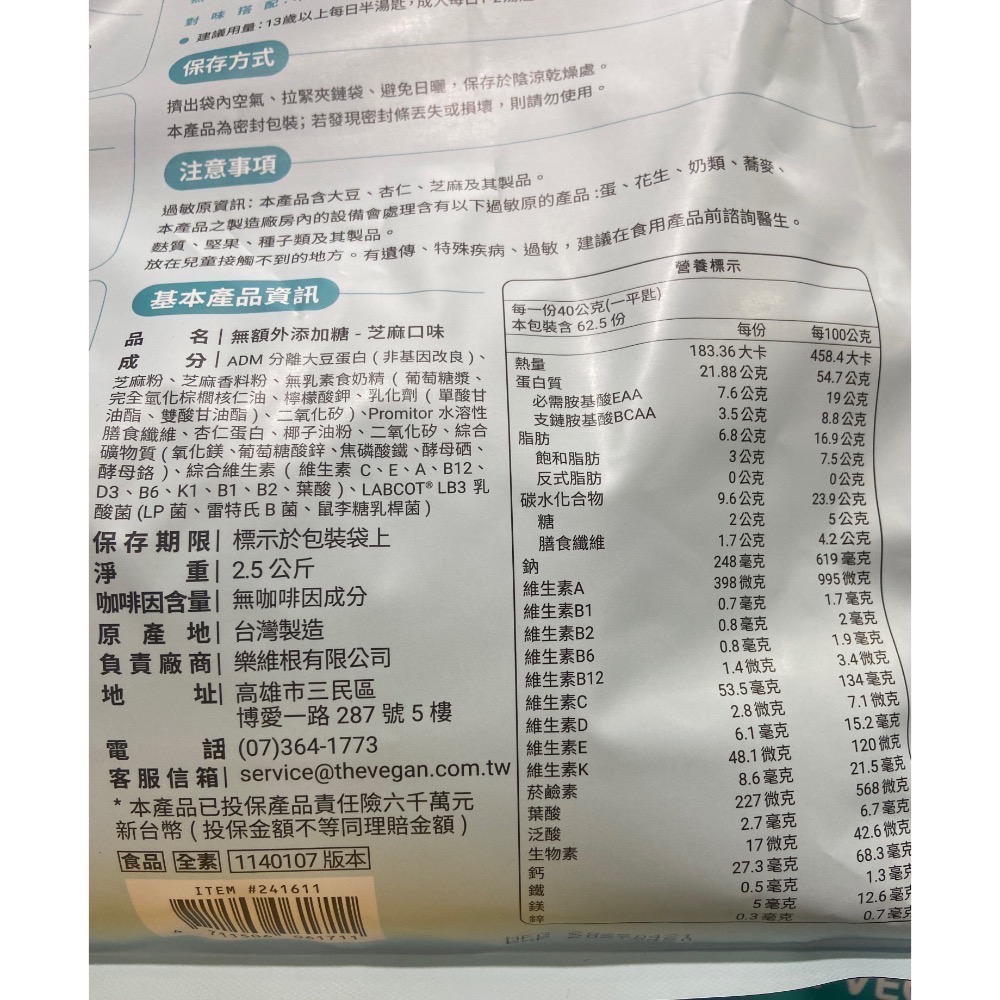 對味搭配:
• 建議用量:13歲以上每日半湯匙,成人每日1-2湯匙
保存方式
擠出袋內空氣、拉緊夾鏈袋、避免日曬,保存於陰涼乾燥處。
本產品為密封包裝;若發現密封條丟失或損壞,則請勿使用。
注意事項
過敏原資訊: 本產品含大豆、杏仁、芝麻及其製品。
本產品之製造廠房內的設備會處理含有以下過敏原的產品:蛋、花生、奶類、蕎麥、
麩質、堅果、種子類及其製品。
放在兒童接觸不到的地方。有遺傳、特殊疾病、過敏,建議在食用產品前諮詢醫生。
基本產品資訊
品名 | 無額外添加糖 - 芝麻口味
成分 | ADM 分離大豆蛋白 ( 非基因改良 )、
芝麻粉、芝麻香料粉、無乳素食奶精 ( 葡萄糖漿、
完全氫化棕櫚核仁油、檸檬酸鉀、乳化劑 ( 單酸甘
油酯、雙酸甘油酯 )、二氧化矽 )、Promitor 水溶性
膳食纖維、杏仁蛋白、椰子油粉、二氧化矽、綜合
礦物質 ( 氧化鎂、葡萄糖酸鋅、焦磷酸鐵、酵母硒、
酵母鉻 )、綜合維生素 ( 維生素 C、E、A、B12、
D3、B6、K1、B1、B2、葉酸 )、LABCOT® LB3 乳
酸菌 (LP 菌、雷特氏 B 菌、鼠李糖乳桿菌 )
保存期限 | 標示於包裝袋上
淨重 | 2.5 公斤
咖啡因含量 | 無咖啡因成分
原產地 | 台灣製造
負責廠商 | 樂維根有限公司
地址 | 高雄市三民區
博愛一路 287 號 5 樓
電話 (07)364-1773
客服信箱 | service@thevegan.com.tw
* 本產品已投保產品責任險六千萬元
新台幣 ( 投保金額不等同理賠金額 )
食品 全素 1140107 版本
ITEM #241611
營養標示
每一份40公克(一平匙)
本包裝含 62.5 份
每份 每100公克
熱量 183.36 大卡 458.4 大卡
蛋白質 21.88 公克 54.7 公克
必需胺基酸EAA 7.6 公克 19 公克
支鏈胺基酸BCAA 3.5 公克 8.8 公克
脂肪 6.8 公克 16.9 公克
飽和脂肪 3 公克 7.5 公克
反式脂肪 0 公克 0 公克
碳水化合物 9.6 公克 23.9 公克
糖 2 公克 5 公克
膳食纖維 1.7 公克 4.2 公克
鈉 248 毫克 619 毫克
維生素A 398 微克 995 微克
維生素B1 0.7 毫克 1.7 毫克
維生素B2 0.8 毫克 2 毫克
維生素B6 0.8 毫克 1.9 毫克
維生素B12 1.4 微克 3.4 微克
維生素C 53.5 毫克 134 毫克
維生素D 2.8 微克 7.1 微克
維生素E 6.1 毫克 15.2 毫克
維生素K 48.1 微克 120 微克
菸鹼素 8.6 毫克 21.5 毫克
葉酸 227 微克 568 微克
泛酸 2.7 毫克 6.7 毫克
生物素 17 微克 42.6 微克
鈣 27.3 毫克 68.3 毫克
鐵 0.5 毫克 1.3 毫克
鎂 5 毫克 12.6 毫克
鋅 0.3 毫克 0.7 毫克